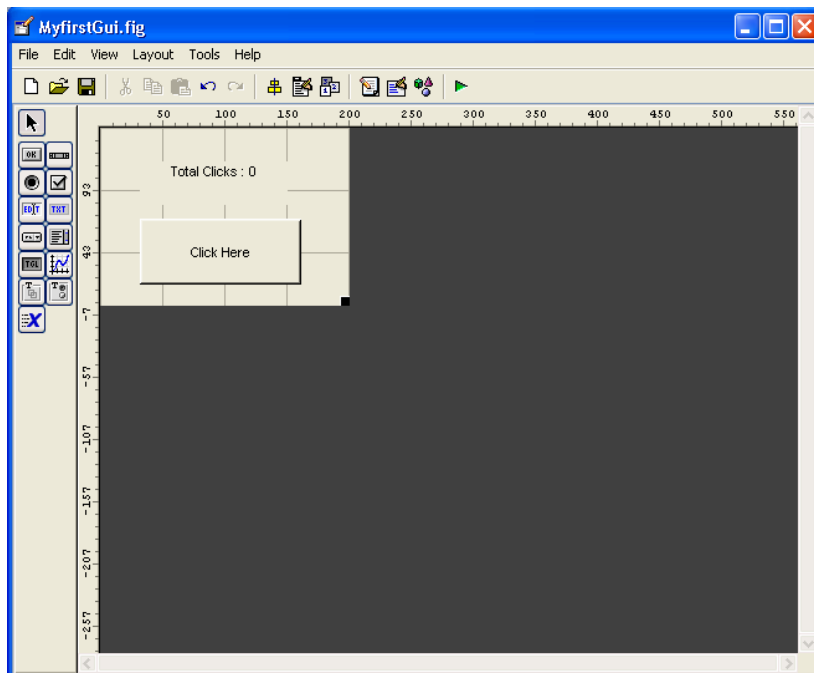 MyfirstGui.fig
File Edit View Layout Tools Help
50 100 150 200 250 300 350 400 450 500 550
OK
EDIT TXT
TGL
T T
X
93
43
-7
-57
-107
-157
-207
-257
Total Clicks : 0
Click Here